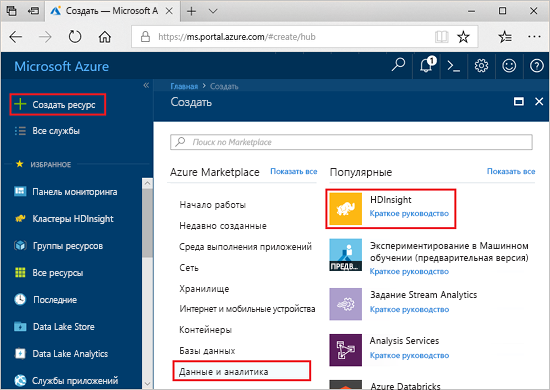 Создать — Microsoft A
https://ms.portal.azure.com/#create/hub
Microsoft Azure
1
Создать ресурс
Все службы
ИЗБРАННОЕ
Панель мониторинга
Кластеры HDInsight
Группы ресурсов
Все ресурсы
Последние
Data Lake Store
Data Lake Analytics
Службы приложений
Главная > Создать
Создать
Поиск по Marketplace
Azure Marketplace Показать все
Начало работы
Недавно созданные
Среда выполнения приложений
Сеть
Хранилище
Интернет и мобильные устройства
Контейнеры
Базы данных
Данные и аналитика
Популярные Показать все
HDInsight
Краткое руководство
ПРЕДВ...
Экспериментирование в Машинном
обучении (предварительная версия)
Краткое руководство
Задание Stream Analytics
Краткое руководство
Analysis Services
Краткое руководство
Azure Databricks